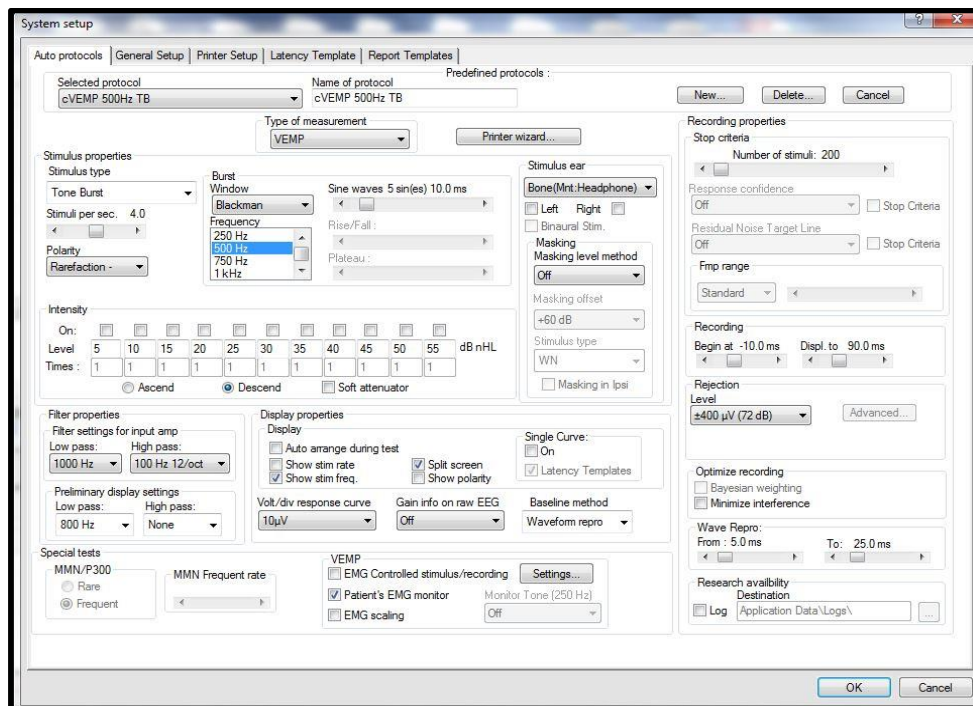 System setup
Auto protocols General Setup Printer Setup Latency Template Report Templates
Predefined protocols :
Selected protocol Name of protocol
cVEMP 500Hz TB cVEMP 500Hz TB New... Delete... Cancel
Type of measurement
VEMP Printer wizard...
Stimulus properties
Stimulus type
Tone Burst
Stimuli per sec. 4.0
Polarity
Rarefaction -
Burst
Window
Blackman
Frequency
250 Hz
500 Hz
750 Hz
1 kHz
Sine waves 5 sin(es) 10.0 ms
Rise/Fall :
Plateau :
Stimulus ear
Bone(Mnt:Headphone)
Left Right
Binaural Stim.
Masking
Masking level method
Off
Masking offset
+60 dB
Stimulus type
WN
Masking in Ipsi
Intensity
On:
Level 5 10 15 20 25 30 35 40 45 50 55 dB nHL
Times : 1 1 1 1 1 1 1 1 1 1 1
Ascend Descend Soft attenuator
Filter properties
Filter settings for input amp
Low pass: High pass:
1000 Hz 100 Hz 12/oct
Preliminary display settings
Low pass: High pass:
800 Hz None
Display properties
Display
Auto arrange during test
Show stim rate Split screen
Show stim freq. Show polarity
Single Curve:
On
Latency Templates
Volt/div response curve Gain info on raw EEG Baseline method
10µV Off Waveform repro
Special tests
MMN/P300
Rare
Frequent
MMN Frequent rate
VEMP
EMG Controlled stimulus/recording Settings...
Patient's EMG monitor Monitor Tone (250 Hz)
EMG scaling Off
Recording properties
Stop criteria
Number of stimuli: 200
Response confidence
Off Stop Criteria
Residual Noise Target Line
Off Stop Criteria
Fmp range
Standard
Recording
Begin at -10.0 ms Displ. to 90.0 ms
Rejection
Level
±400 µV (72 dB) Advanced...
Optimize recording
Bayesian weighting
Minimize interference
Wave Repro:
From : 5.0 ms To: 25.0 ms
Research availbility
Destination
Log Application Data\Logs\ ...
OK Cancel